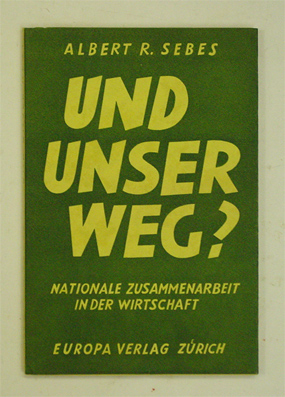 ALBERT R. SEBES
UND
UNSER
WEG?
NATIONALE ZUSAMMENARBEIT
IN DER WIRTSCHAFT
EUROPA VERLAG ZÜRICH